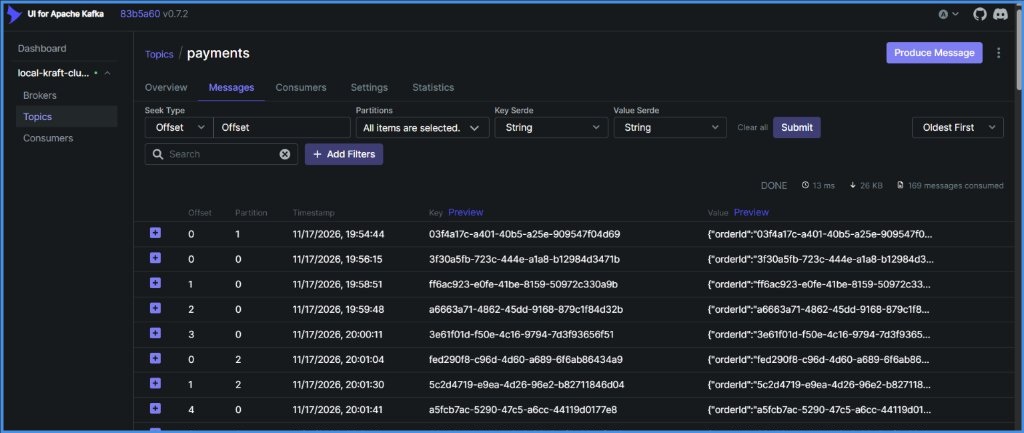 UI for Apache Kafka 83b5a60 v0.7.2
Dashboard
local-kraft-clu...
Brokers
Topics
Consumers
Topics / payments
Produce Message
Overview Messages Consumers Settings Statistics
Seek Type Partitions Key Serde Value Serde
Offset Offset All items are selected. String String Clear all Submit Oldest First
Search + Add Filters
DONE 13 ms 26 KB 169 messages consumed
Offset Partition Timestamp Key Preview Value Preview
0 1 11/17/2026, 19:54:44 03f4a17c-a401-40b5-a25e-909547f04d69 {"orderId":"03f4a17c-a401-40b5-a25e-909547f0...
0 0 11/17/2026, 19:56:15 3f30a5fb-723c-444e-a1a8-b12984d3471b {"orderId":"3f30a5fb-723c-444e-a1a8-b12984d3...
1 0 11/17/2026, 19:58:51 ff6ac923-e0fe-41be-8159-50972c330a9b {"orderId":"ff6ac923-e0fe-41be-8159-50972c33...
2 0 11/17/2026, 19:59:48 a6663a71-4862-45dd-9168-879c1f84d32b {"orderId":"a6663a71-4862-45dd-9168-879c1f8...
3 0 11/17/2026, 20:00:11 3e61f01d-f50e-4c16-9794-7d3f93656f51 {"orderId":"3e61f01d-f50e-4c16-9794-7d3f9365...
0 2 11/17/2026, 20:01:04 fed290f8-c96d-4d60-a689-6f6ab86434a9 {"orderId":"fed290f8-c96d-4d60-a689-6f6ab86...
1 2 11/17/2026, 20:01:30 5c2d4719-e9ea-4d26-96e2-b82711846d04 {"orderId":"5c2d4719-e9ea-4d26-96e2-b827118...
4 0 11/17/2026, 20:01:41 a5fcb7ac-5290-47c5-a6cc-44119d0177e8 {"orderId":"a5fcb7ac-5290-47c5-a6cc-44119d01...